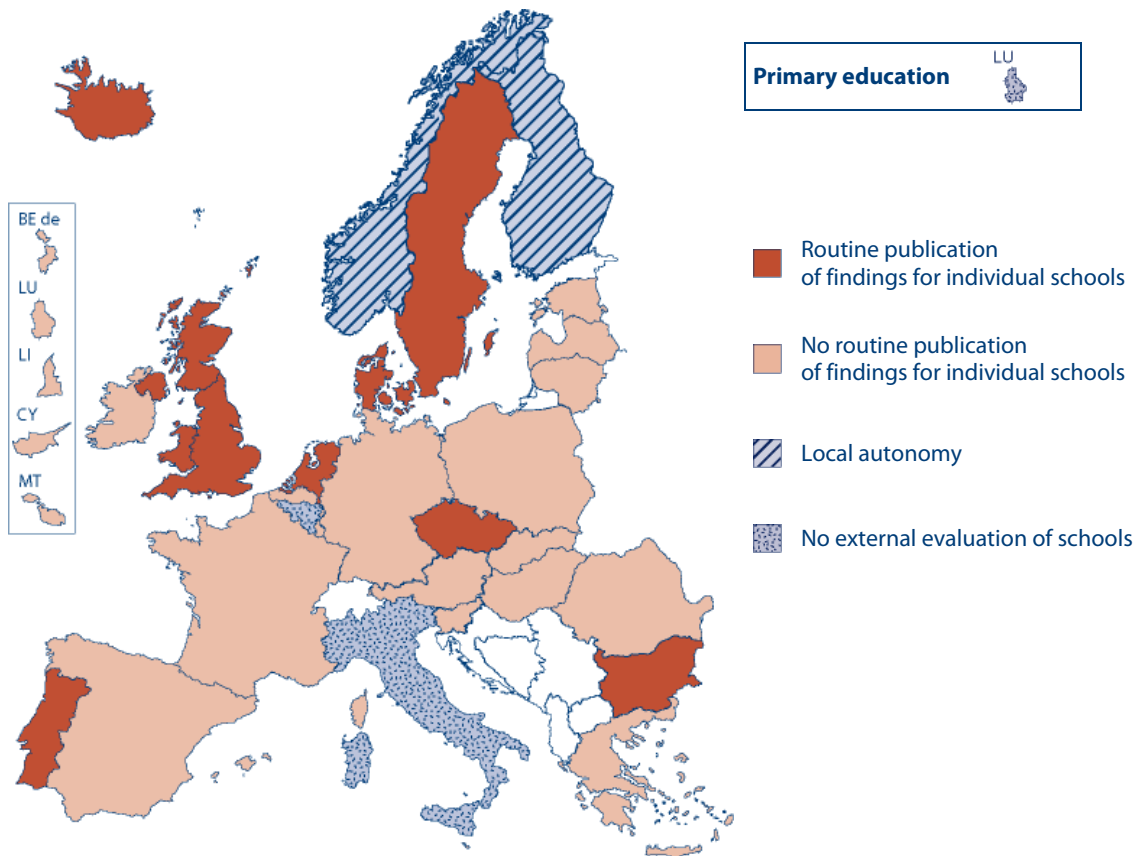 LU
Primary education
BE de
LU
LI
CY
MT
Routine publication
of findings for individual schools
No routine publication
of findings for individual schools
Local autonomy
No external evaluation of schools